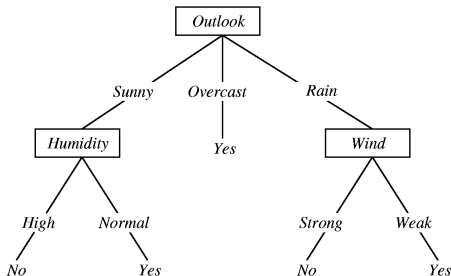 Outlook
Sunny Overcast Rain
Humidity Yes Wind
High Normal Strong Weak
No Yes No Yes